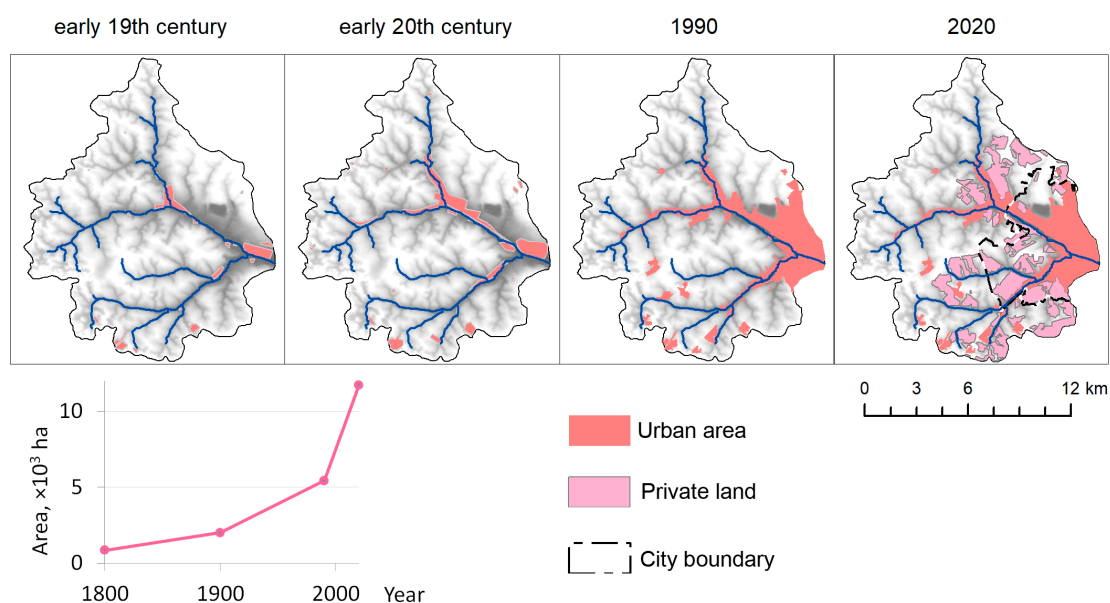 early 19th century
early 20th century
1990
2020
Area, ×10³ ha
10
5
0
1800
1900
2000
Year
0 3 6 12 km
Urban area
Private land
City boundary